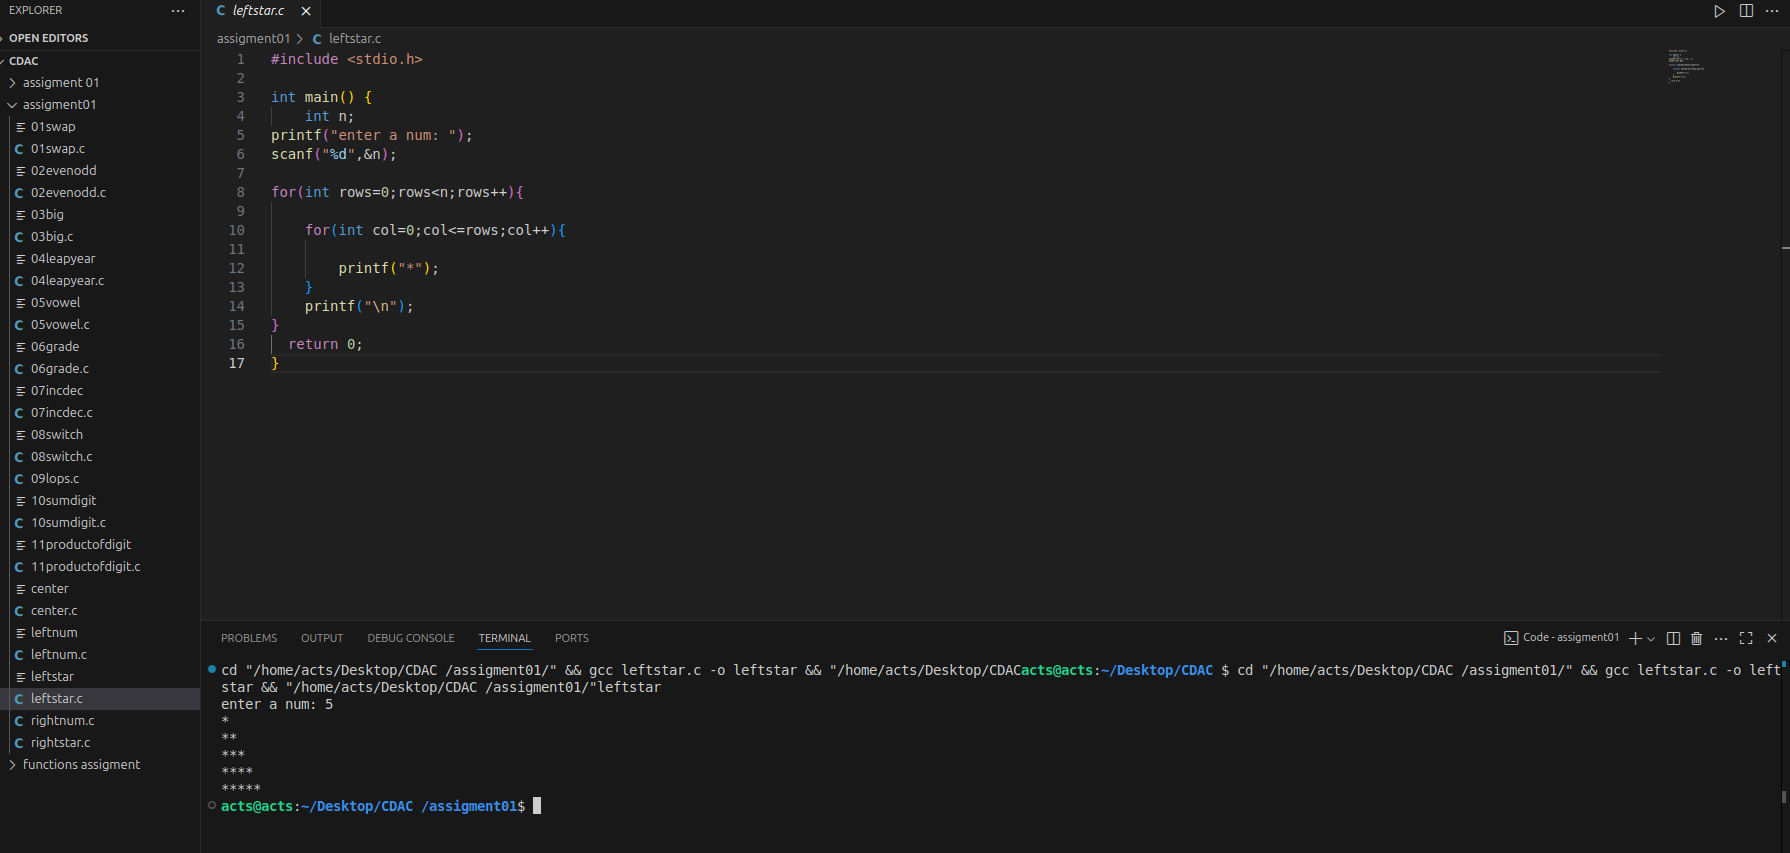 EXPLORER
OPEN EDITORS
CDAC
assigment 01
assigment01
01swap
01swap.c
02evenodd
02evenodd.c
03big
03big.c
04leapyear
04leapyear.c
05vowel
05vowel.c
06grade
06grade.c
07incdec
07incdec.c
08switch
08switch.c
09lops.c
10sumdigit
10sumdigit.c
11productofdigit
11productofdigit.c
center
center.c
leftnum
leftnum.c
leftstar
leftstar.c
rightnum.c
rightstar.c
functions assigment
C leftstar.c
assigment01 > C leftstar.c
1 #include <stdio.h>
2
3 int main() {
4     int n;
5 printf("enter a num: ");
6 scanf("%d",&n);
7
8 for(int rows=0;rows<n;rows++){
9
10     for(int col=0;col<=rows;col++){
11
12         printf("*");
13     }
14     printf("\n");
15 }
16   return 0;
17 }
PROBLEMS OUTPUT DEBUG CONSOLE TERMINAL PORTS
Code - assigment01
cd "/home/acts/Desktop/CDAC /assigment01/" && gcc leftstar.c -o leftstar && "/home/acts/Desktop/CDACacts@acts:~/Desktop/CDAC $ cd "/home/acts/Desktop/CDAC /assigment01/" && gcc leftstar.c -o left
star && "/home/acts/Desktop/CDAC /assigment01/"leftstar
enter a num: 5
*
**
***
****
*****
acts@acts:~/Desktop/CDAC /assigment01$